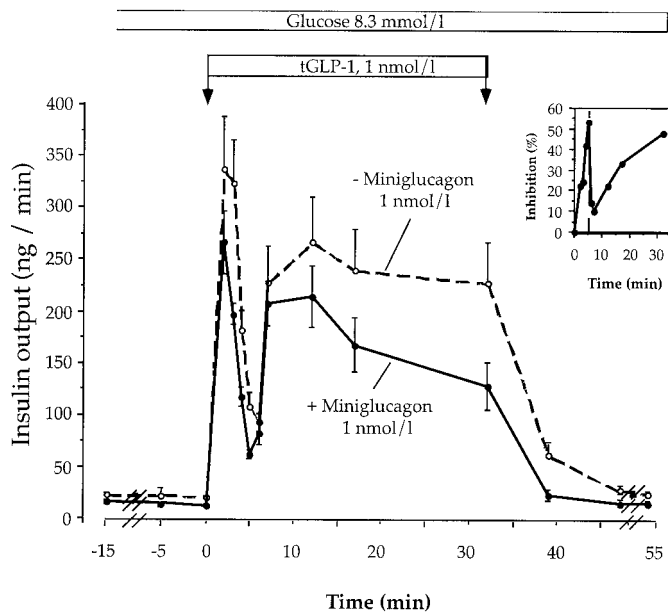 Glucose 8.3 mmol/l
tGLP-1, 1 nmol/l
400
350
300
250
200
150
100
50
0
Insulin output (ng / min)
- Miniglucagon
1 nmol/l
+ Miniglucagon
1 nmol/l
-15 -5 0 10 20 30 40 55
Time (min)
60
50
40
30
20
10
0
Inhibition (%)
0 10 20 30
Time (min)